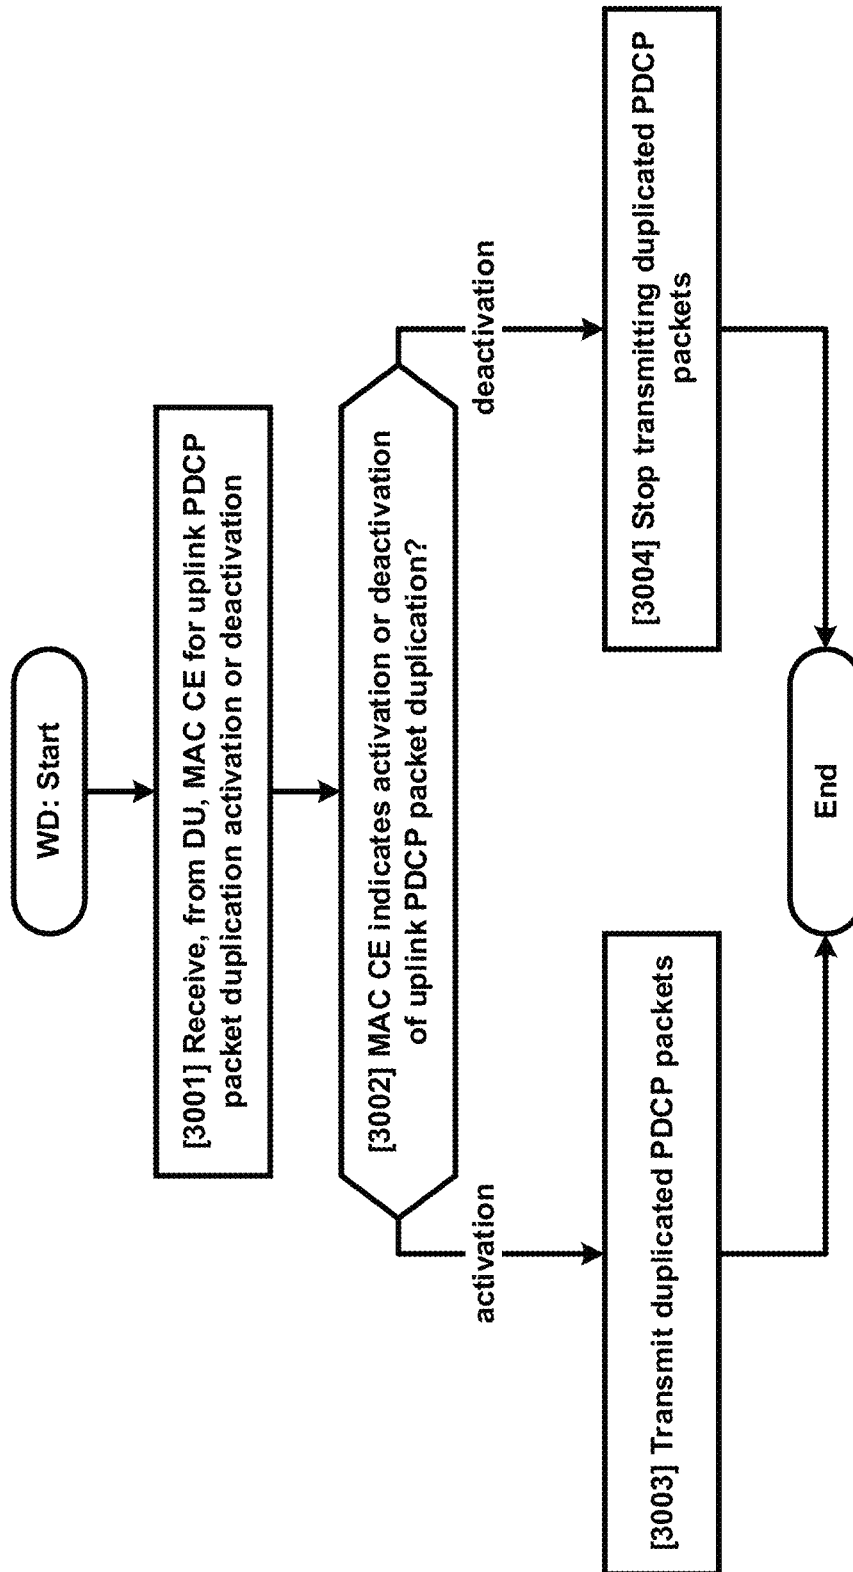 WD: Start
[3001] Receive, from DU, MAC CE for uplink PDCP
packet duplication activation or deactivation
[3002] MAC CE indicates activation or deactivation
of uplink PDCP packet duplication?
activation
deactivation
[3003] Transmit duplicated PDCP packets
[3004] Stop transmitting duplicated PDCP
packets
End